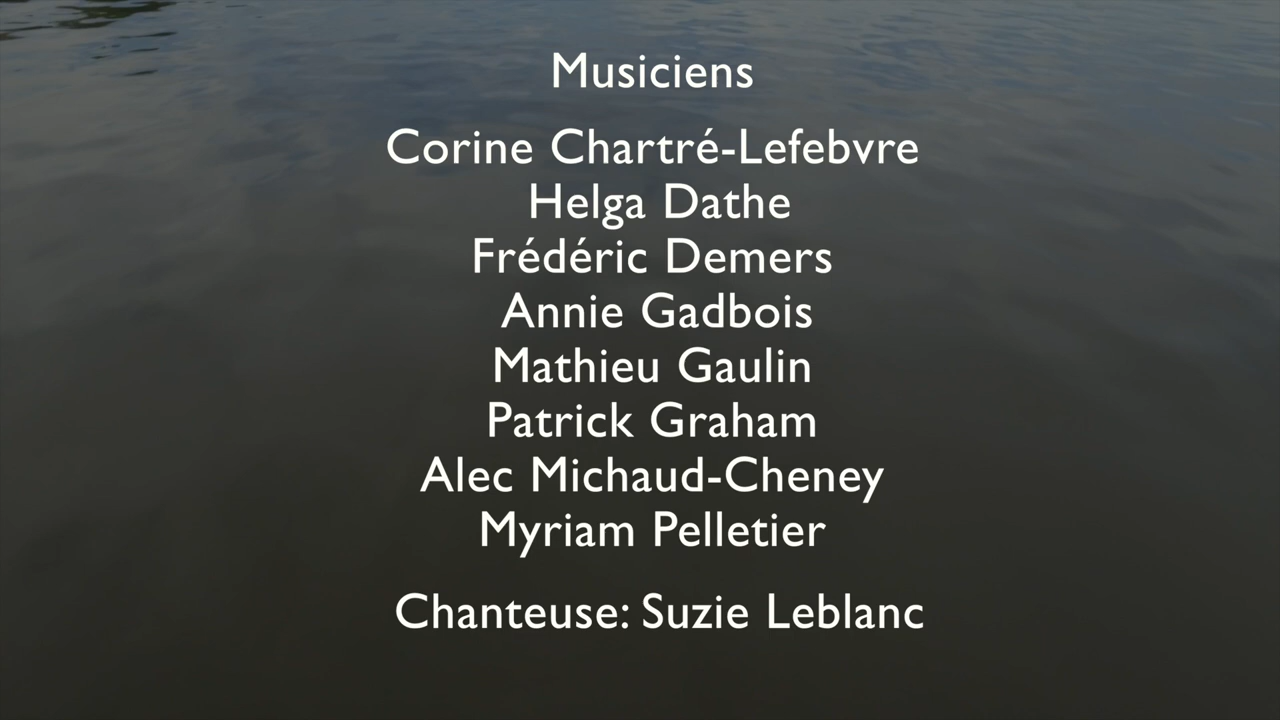 Musiciens
Corine Chartré-Lefebvre
Helga Dathe
Frédéric Demers
Annie Gadbois
Mathieu Gaulin
Patrick Graham
Alec Michaud-Cheney
Myriam Pelletier
Chanteuse: Suzie Leblanc